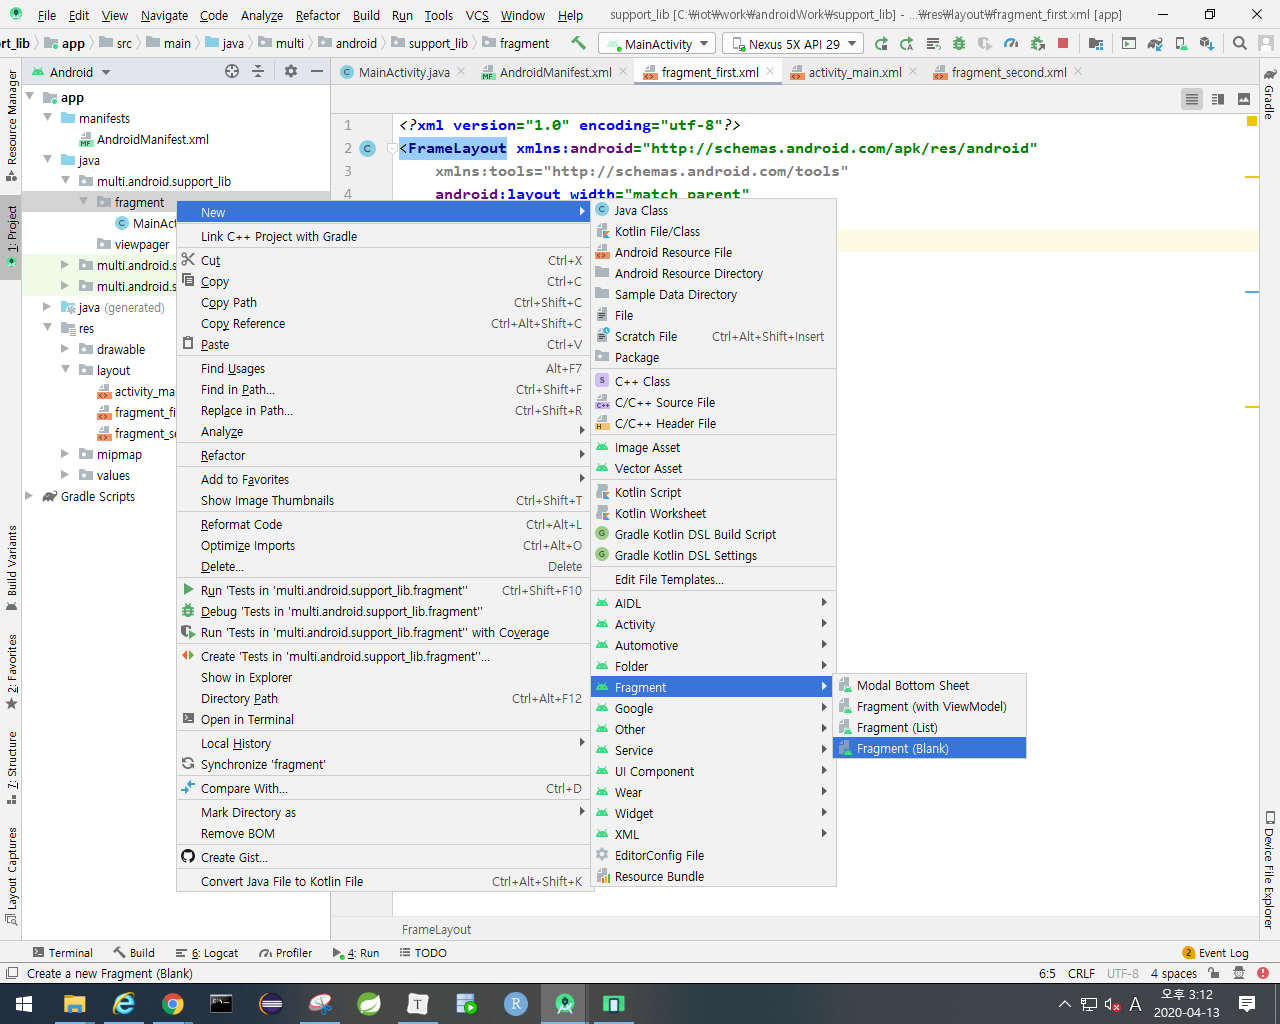 File Edit View Navigate Code Analyze Refactor Build Run Tools VCS Window Help support_lib [C:₩iot₩work₩androidWork₩support_lib] - ...₩res₩layout₩fragment_first.xml [app]
rt_lib app src main java multi android support_lib fragment MainActivity Nexus 5X API 29
Android MainActivity.java AndroidManifest.xml fragment_first.xml activity_main.xml fragment_second.xml
Resource Manager
1: Project
Build Variants
2: Favorites
7: Structure
Layout Captures
app
manifests
AndroidManifest.xml
java
multi.android.support_lib
fragment
MainAc
viewpager
multi.android.s
multi.android.s
java (generated)
res
drawable
layout
activity_ma
fragment_fi
fragment_se
mipmap
values
Gradle Scripts
1 <?xml version="1.0" encoding="utf-8"?>
2 <FrameLayout xmlns:android="http://schemas.android.com/apk/res/android"
3 xmlns:tools="http://schemas.android.com/tools"
4 android:layout_width="match_parent"
New
Link C++ Project with Gradle
Cut Ctrl+X
Copy Ctrl+C
Copy Path Ctrl+Shift+C
Copy Reference Ctrl+Alt+Shift+C
Paste Ctrl+V
Find Usages Alt+F7
Find in Path... Ctrl+Shift+F
Replace in Path... Ctrl+Shift+R
Analyze
Refactor
Add to Favorites
Show Image Thumbnails Ctrl+Shift+T
Reformat Code Ctrl+Alt+L
Optimize Imports Ctrl+Alt+O
Delete... Delete
Run 'Tests in 'multi.android.support_lib.fragment'' Ctrl+Shift+F10
Debug 'Tests in 'multi.android.support_lib.fragment''
Run 'Tests in 'multi.android.support_lib.fragment'' with Coverage
Create 'Tests in 'multi.android.support_lib.fragment''...
Show in Explorer
Directory Path Ctrl+Alt+F12
Open in Terminal
Local History
Synchronize 'fragment'
Compare With... Ctrl+D
Mark Directory as
Remove BOM
Create Gist...
Convert Java File to Kotlin File Ctrl+Alt+Shift+K
Java Class
Kotlin File/Class
Android Resource File
Android Resource Directory
Sample Data Directory
File
Scratch File Ctrl+Alt+Shift+Insert
Package
C++ Class
C/C++ Source File
C/C++ Header File
Image Asset
Vector Asset
Kotlin Script
Kotlin Worksheet
Gradle Kotlin DSL Build Script
Gradle Kotlin DSL Settings
Edit File Templates...
AIDL
Activity
Automotive
Folder
Fragment
Google
Other
Service
UI Component
Wear
Widget
XML
EditorConfig File
Resource Bundle
Modal Bottom Sheet
Fragment (with ViewModel)
Fragment (List)
Fragment (Blank)
Gradle
Device File Explorer
FrameLayout
Terminal Build 6: Logcat Profiler 4: Run TODO 2 Event Log
Create a new Fragment (Blank) 6:5 CRLF UTF-8 4 spaces
A 오후 3:12
2020-04-13